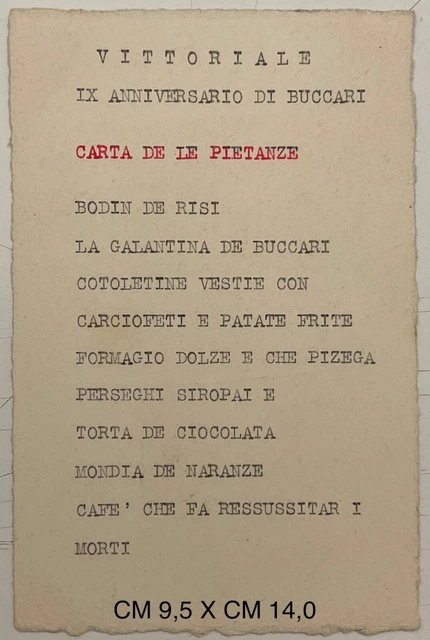 VITTORIALE
IX ANNIVERSARIO DI BUCCARI
CARTA DE LE PIETANZE
BODIN DE RISI
LA GALANTINA DE BUCCARI
COTOLETINE VESTIE CON
CARCIOFETI E PATATE FRITE
FORMAGIO DOLZE E CHE PIZEGA
PERSEGHI SIROPAI E
TORTA DE CIOCOLATA
MONDIA DE NARANZE
CAFE' CHE FA RESSUSSITAR I
MORTI
CM 9,5 X CM 14,0